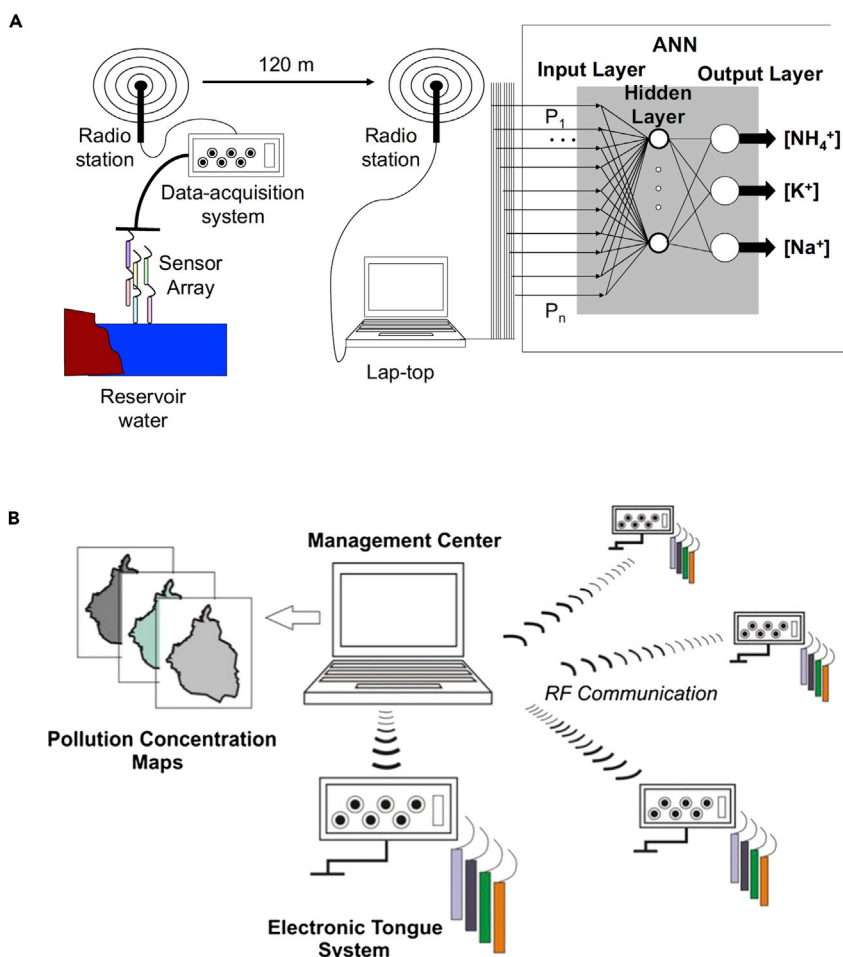 A
120 m
Radio
station
Data-acquisition
system
Sensor
Array
Reservoir
water
Radio
station
Lap-top
ANN
Input Layer
Hidden
Layer
Output Layer
P1
...
Pn
[NH4+]
[K+]
[Na+]
B
Management Center
Pollution Concentration
Maps
RF Communication
Electronic Tongue
System